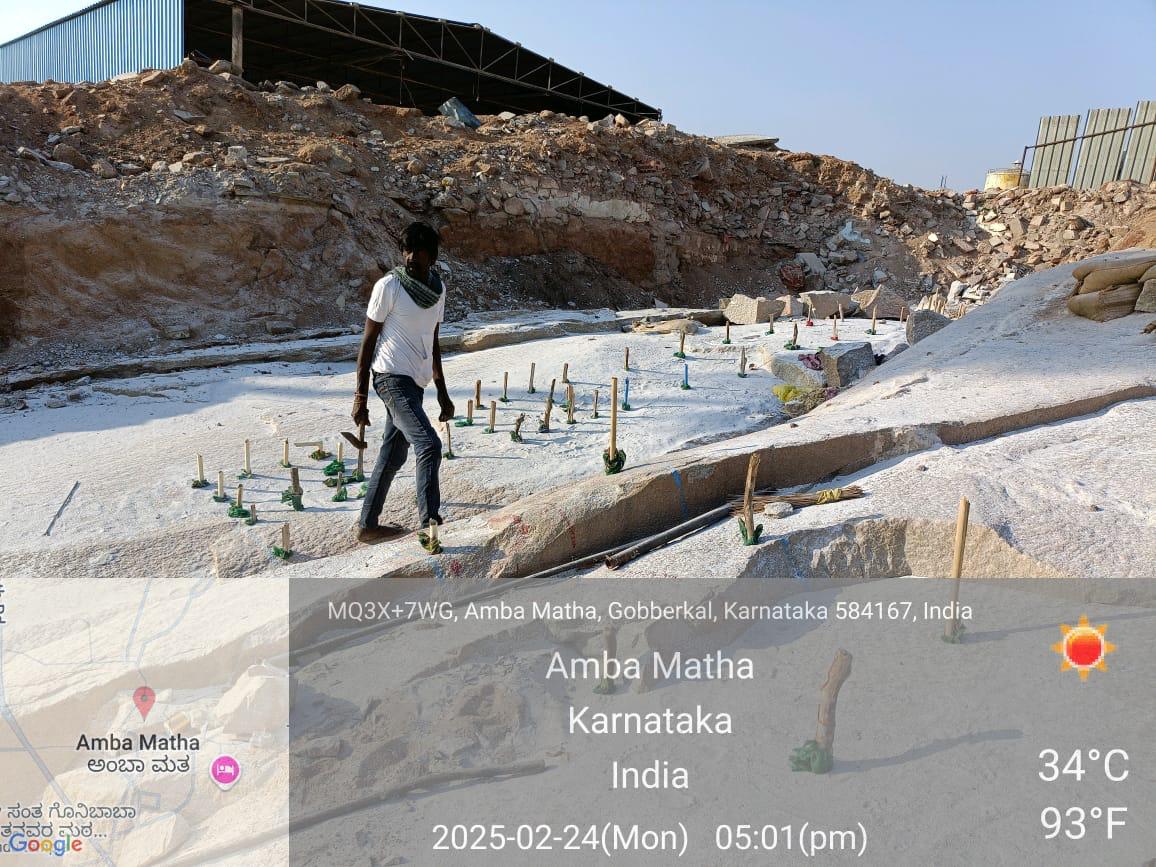 MQ3X+7WG, Amba Matha, Gobberkal, Karnataka 584167, India
Amba Matha
Karnataka
India
2025-02-24(Mon) 05:01(pm)
34°C
93°F
Amba Matha
ಅಂಬಾ ಮಠ
ಸಂತ ಗೊನಿಬಾಬಾ
Google